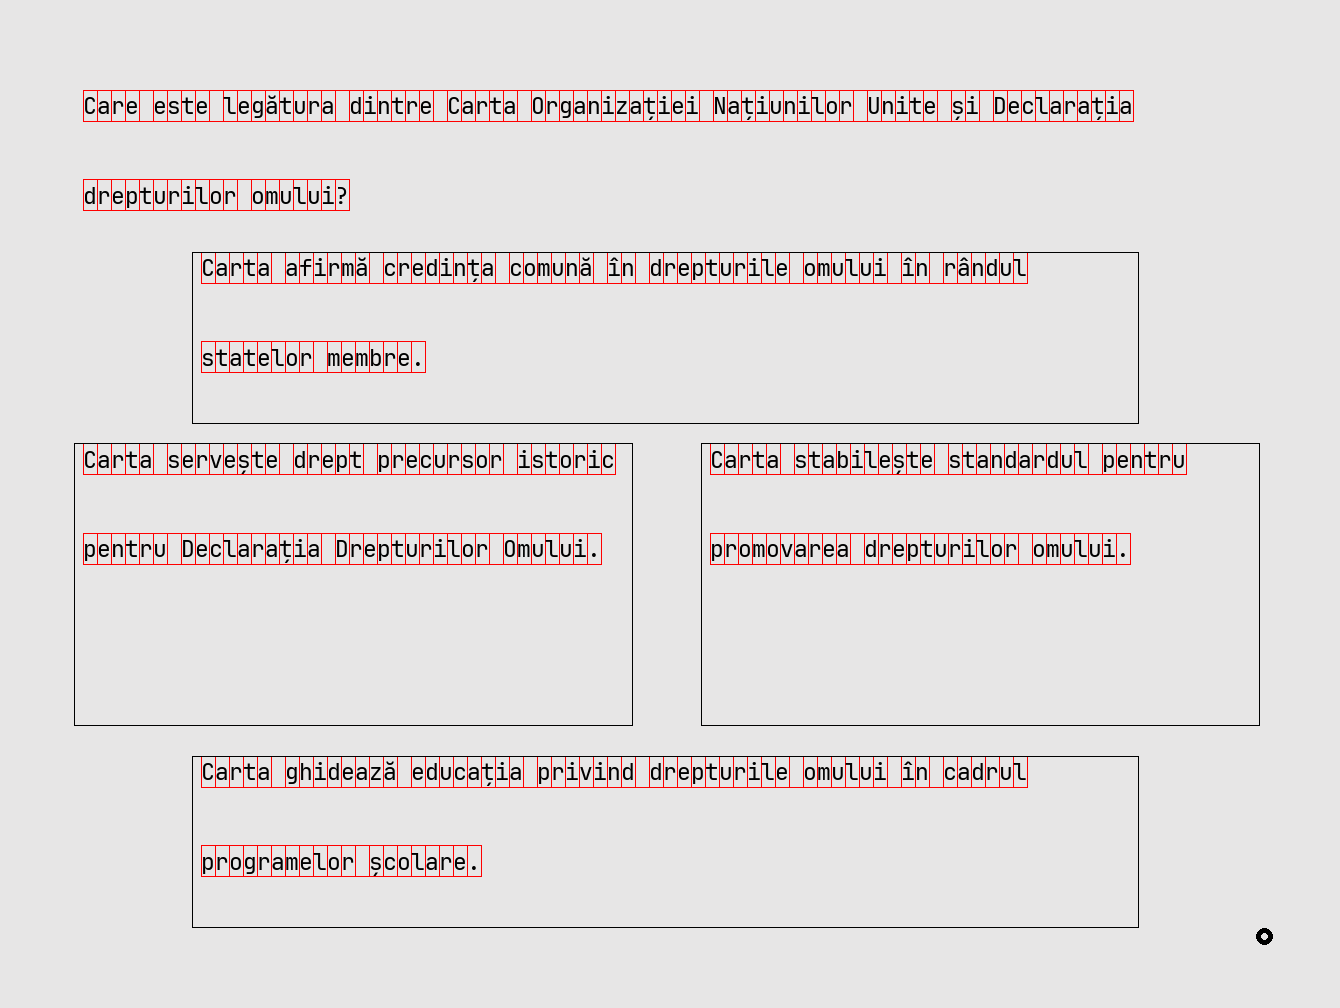 Care este legătura dintre Carta Organizației Națiunilor Unite și Declarația
drepturilor omului?
Carta afirmă credința comună în drepturile omului în rândul
statelor membre.
Carta servește drept precursor istoric
pentru Declarația Drepturilor Omului.
Carta stabilește standardul pentru
promovarea drepturilor omului.
Carta ghidează educația privind drepturile omului în cadrul
programelor școlare.